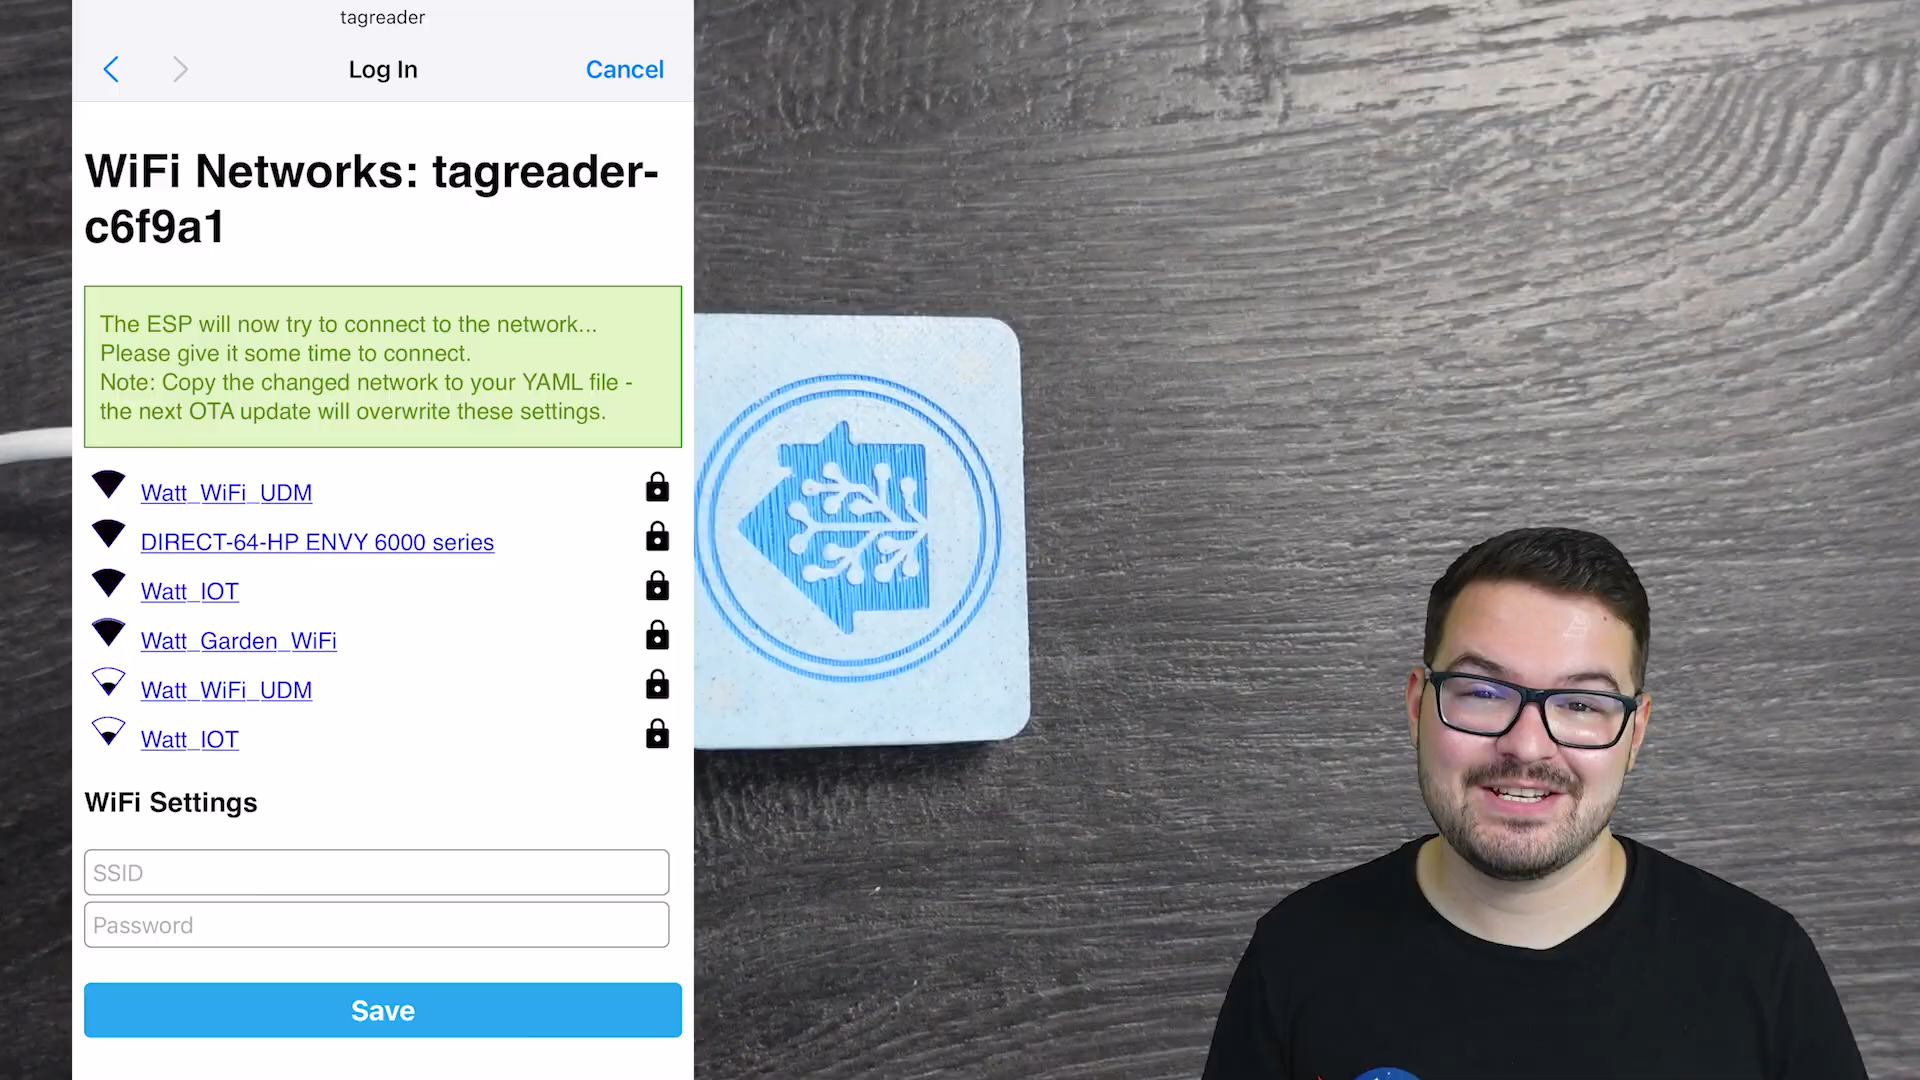 tagreader
Log In
Cancel
WiFi Networks: tagreader-
c6f9a1
The ESP will now try to connect to the network...
Please give it some time to connect.
Note: Copy the changed network to your YAML file -
the next OTA update will overwrite these settings.
Watt_WiFi_UDM
DIRECT-64-HP ENVY 6000 series
Watt_IOT
Watt_Garden_WiFi
Watt_WiFi_UDM
Watt_IOT
WiFi Settings
SSID
Password
Save